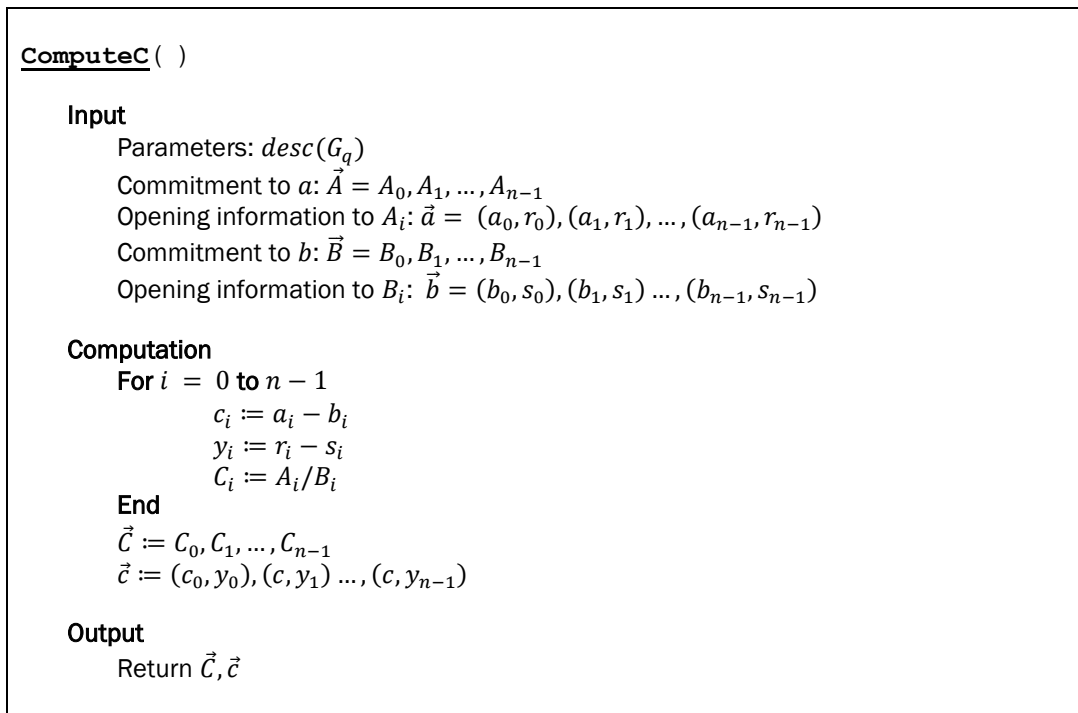 ComputeC( )
Input
Parameters: desc(G_q)
Commitment to a: A⃗ = A_0, A_1, … , A_{n−1}
Opening information to A_i: a⃗ = (a_0, r_0), (a_1, r_1), … , (a_{n−1}, r_{n−1})
Commitment to b: B⃗ = B_0, B_1, … , B_{n−1}
Opening information to B_i: b⃗ = (b_0, s_0), (b_1, s_1) … , (b_{n−1}, s_{n−1})
Computation
For i = 0 to n − 1
c_i ≔ a_i − b_i
y_i ≔ r_i − s_i
C_i ≔ A_i/B_i
End
C⃗ ≔ C_0, C_1, … , C_{n−1}
c⃗ ≔ (c_0, y_0), (c, y_1) … , (c, y_{n−1})
Output
Return C⃗, c⃗